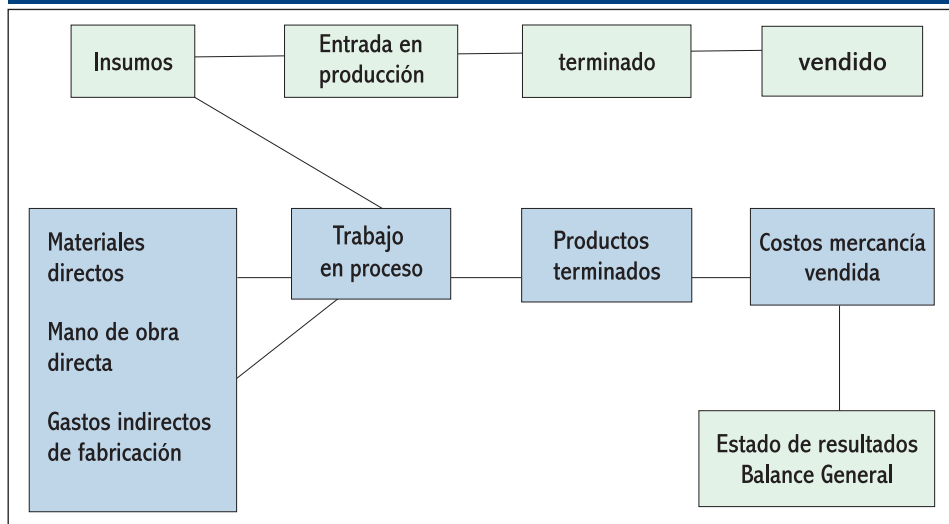 Insumos
Entrada en
producción
terminado
vendido
Materiales
directos
Mano de obra
directa
Gastos indirectos
de fabricación
Trabajo
en proceso
Productos
terminados
Costos mercancía
vendida
Estado de resultados
Balance General